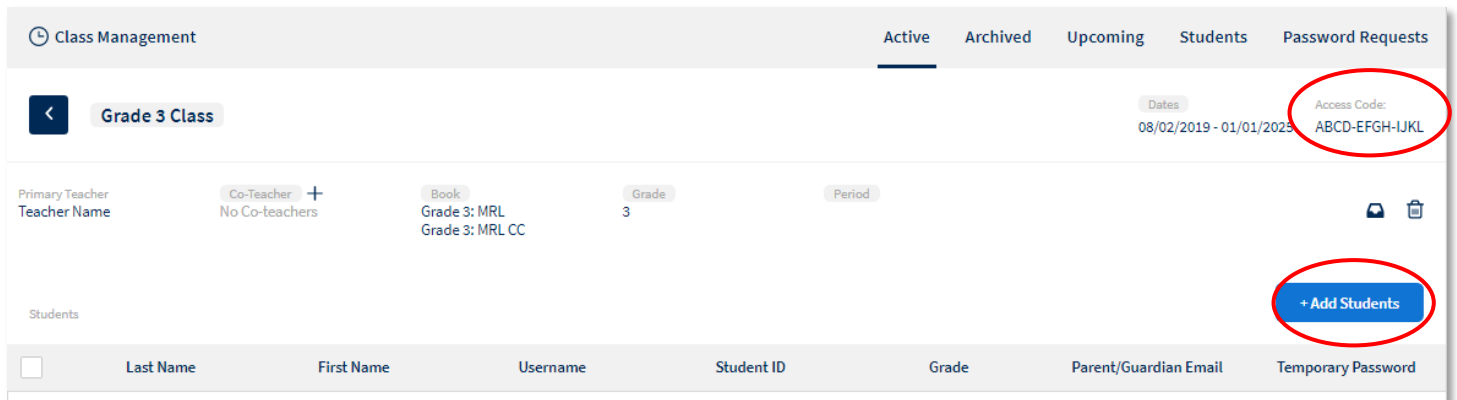 Class Management Active Archived Upcoming Students Password Requests
Dates Access Code:
Grade 3 Class
08/02/2019 - 01/01/2025 ABCD-EFGH-IJKL
Primary Teacher Co-Teacher + Book Grade Period
Teacher Name No Co-teachers Grade 3: MRL 3
Grade 3: MRL CC
+ Add Students
Students
Last Name First Name Username Student ID Grade Parent/Guardian Email Temporary Password